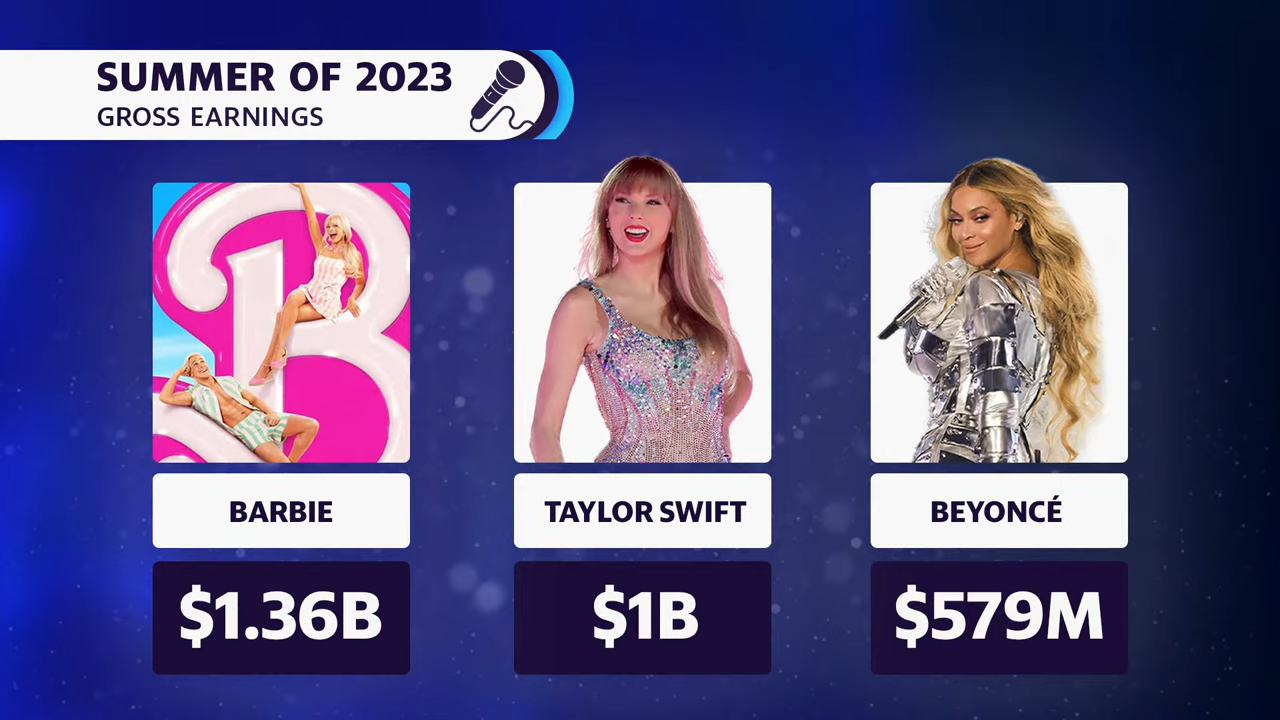 SUMMER OF 2023
GROSS EARNINGS
B
BARBIE
TAYLOR SWIFT
BEYONCÉ
$1.36B
$1B
$579M